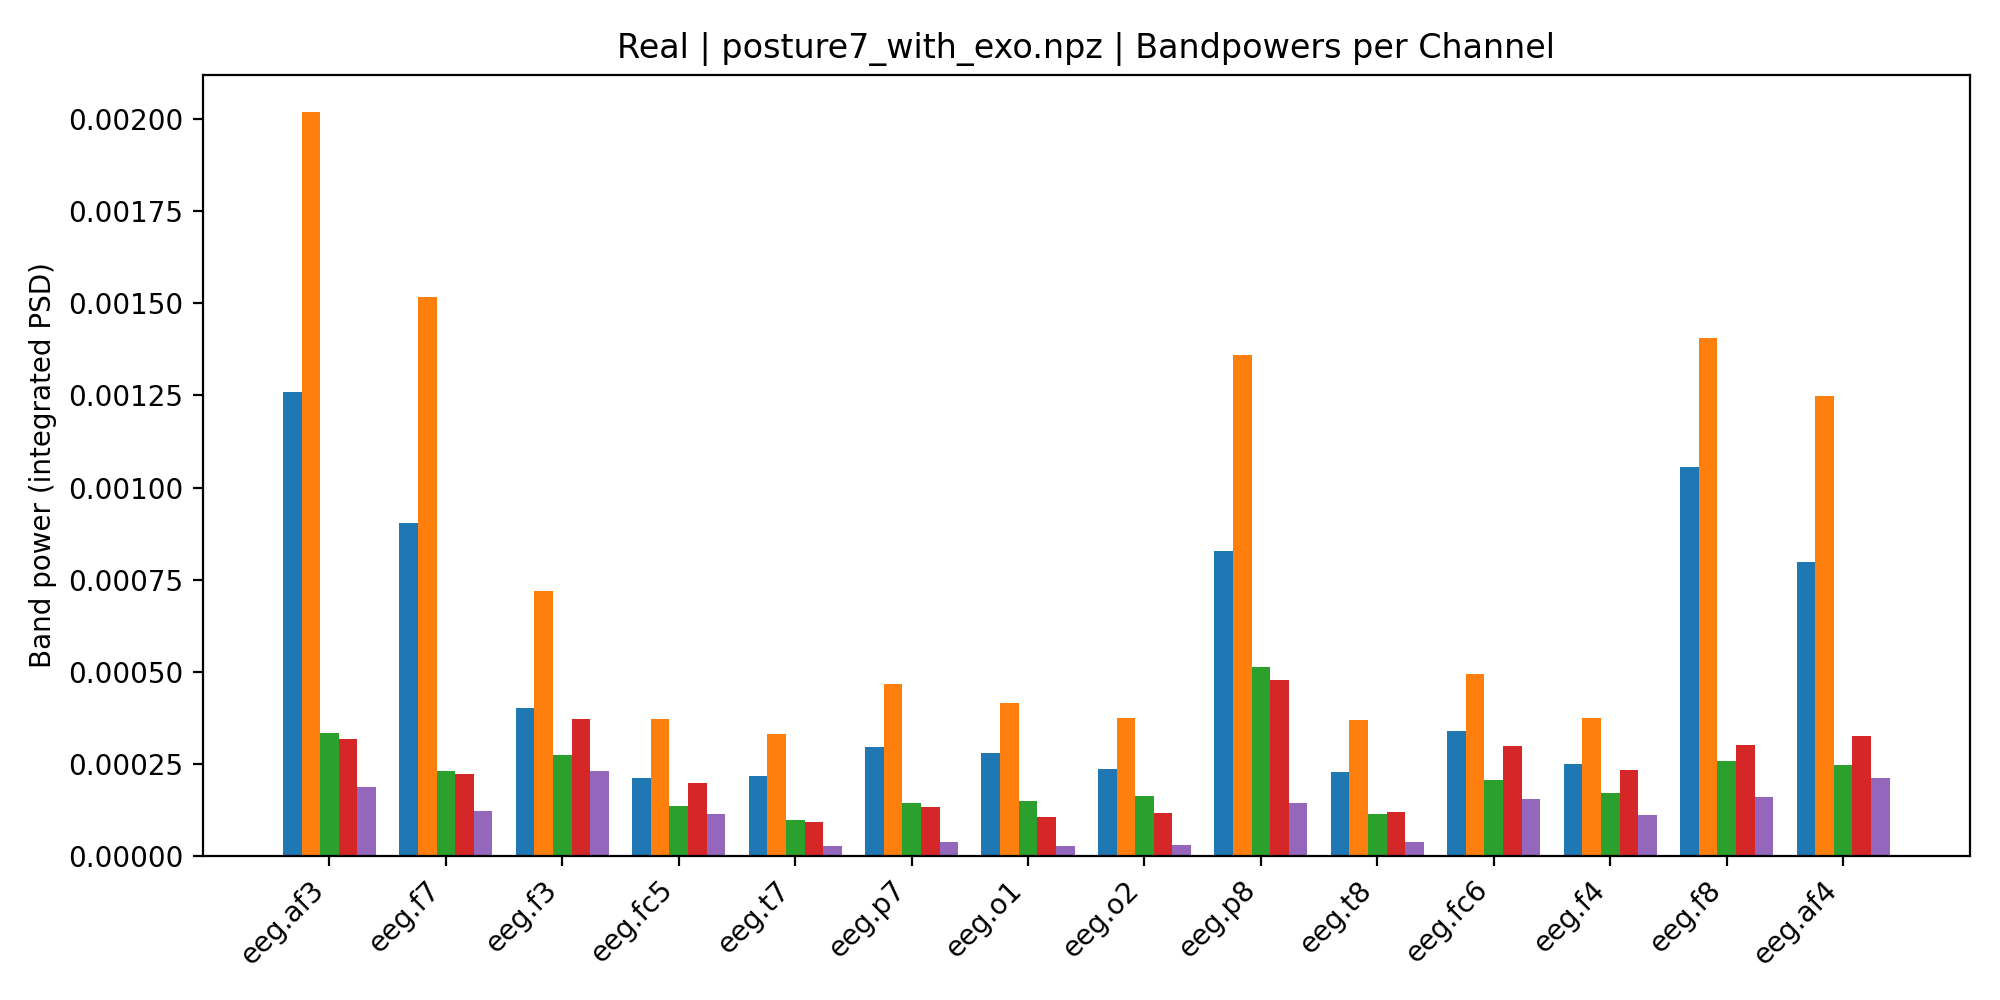 Real | posture7_with_exo.npz | Bandpowers per Channel
Band power (integrated PSD)
0.00200
0.00175
0.00150
0.00125
0.00100
0.00075
0.00050
0.00025
0.00000
eeg.af3
eeg.f7
eeg.f3
eeg.fc5
eeg.t7
eeg.p7
eeg.o1
eeg.o2
eeg.p8
eeg.t8
eeg.fc6
eeg.f4
eeg.f8
eeg.af4